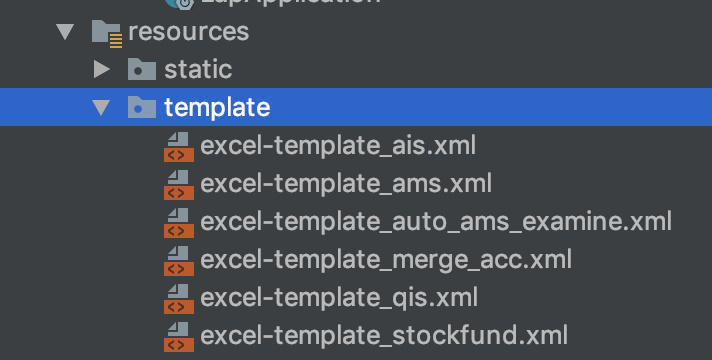 resources
static
template
excel-template_ais.xml
excel-template_ams.xml
excel-template_auto_ams_examine.xml
excel-template_merge_acc.xml
excel-template_qis.xml
excel-template_stockfund.xml